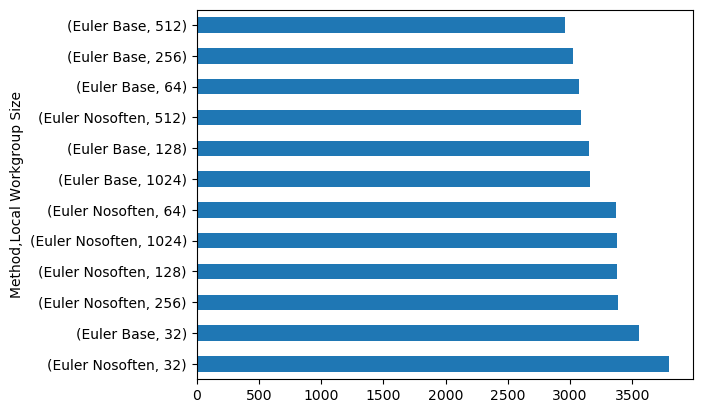 Method,Local Workgroup Size
(Euler Base, 512)
(Euler Base, 256)
(Euler Base, 64)
(Euler Nosoften, 512)
(Euler Base, 128)
(Euler Base, 1024)
(Euler Nosoften, 64)
(Euler Nosoften, 1024)
(Euler Nosoften, 128)
(Euler Nosoften, 256)
(Euler Base, 32)
(Euler Nosoften, 32)
0 500 1000 1500 2000 2500 3000 3500